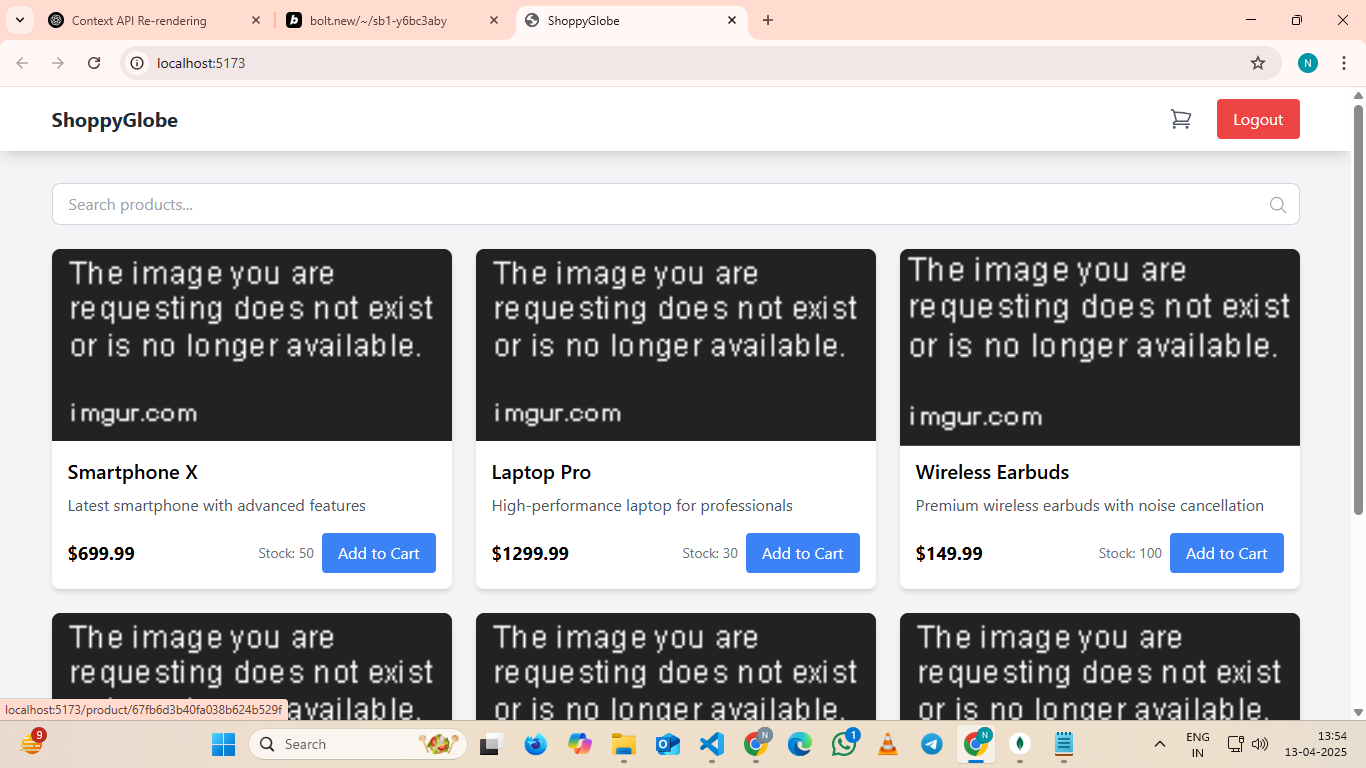 Context API Re-rendering
bolt.new/~/sb1-y6bc3aby
ShoppyGlobe
localhost:5173
N
ShoppyGlobe
Logout
Search products...
The image you are
requesting does not exist
or is no longer available.
imgur.com
The image you are
requesting does not exist
or is no longer available.
imgur.com
The image you are
requesting does not exist
or is no longer available.
imgur.com
Smartphone X
Latest smartphone with advanced features
$699.99
Stock: 50
Add to Cart
Laptop Pro
High-performance laptop for professionals
$1299.99
Stock: 30
Add to Cart
Wireless Earbuds
Premium wireless earbuds with noise cancellation
$149.99
Stock: 100
Add to Cart
The image you are
requesting does not exist
available.
The image you are
requesting does not exist
or is no longer available.
The image you are
requesting does not exist
or is no longer available.
localhost:5173/product/67fb6d3b40fa038b624b529f
9
Search
N
1
N
ENG
IN
13:54
13-04-2025